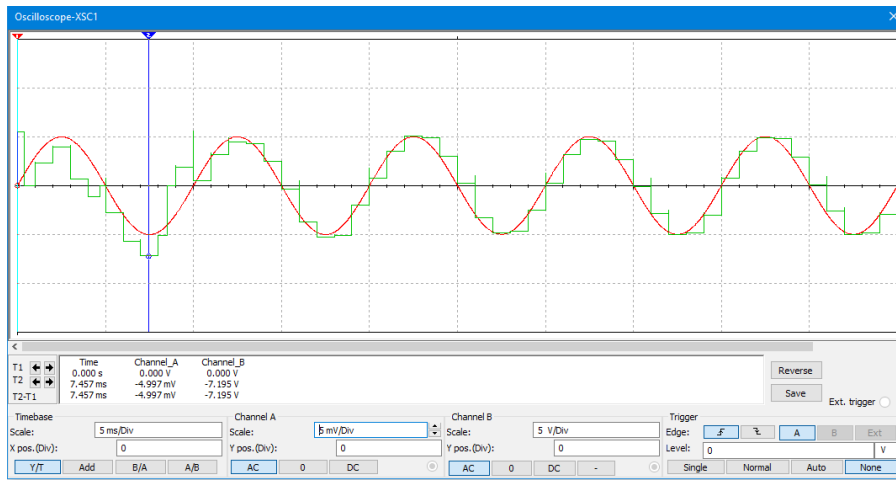 Oscilloscope-XSC1
1 2
Time Channel_A Channel_B
T1 0.000 s 0.000 V 0.000 V
T2 7.457 ms -4.997 mV -7.195 V
T2-T1 7.457 ms -4.997 mV -7.195 V
Reverse
Save
Ext. trigger
Timebase Channel A Channel B Trigger
Scale: 5 ms/Div Scale: 5 mV/Div Scale: 5 V/Div Edge: A B Ext
X pos.(Div): 0 Y pos.(Div): 0 Y pos.(Div): 0 Level: 0 V
Y/T Add B/A A/B AC 0 DC AC 0 DC - Single Normal Auto None